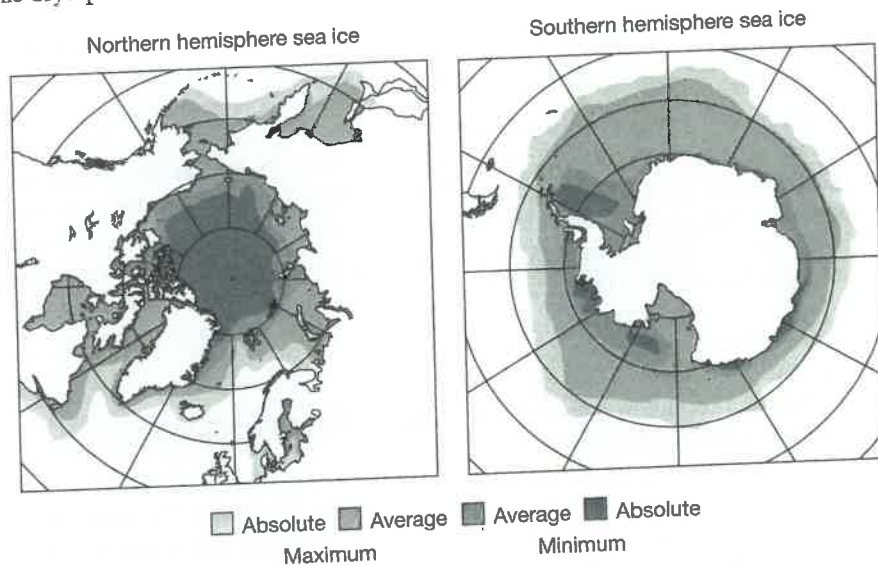 Northern hemisphere sea ice
Southern hemisphere sea ice
Absolute Average Average Absolute
Maximum Minimum